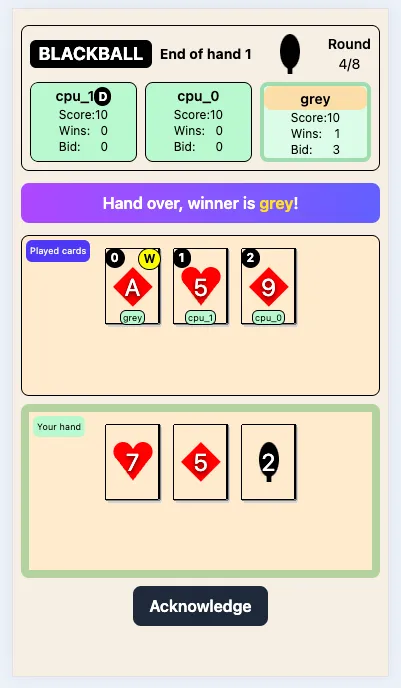 BLACKBALL End of hand 1 Round
4/8
cpu_1 D cpu_0 grey
Score:10 Score:10 Score:10
Wins: 0 Wins: 0 Wins: 1
Bid: 0 Bid: 0 Bid: 3
Hand over, winner is grey!
Played cards
0 W 1 2
A 5 9
grey cpu_1 cpu_0
Your hand
7 5 2
Acknowledge